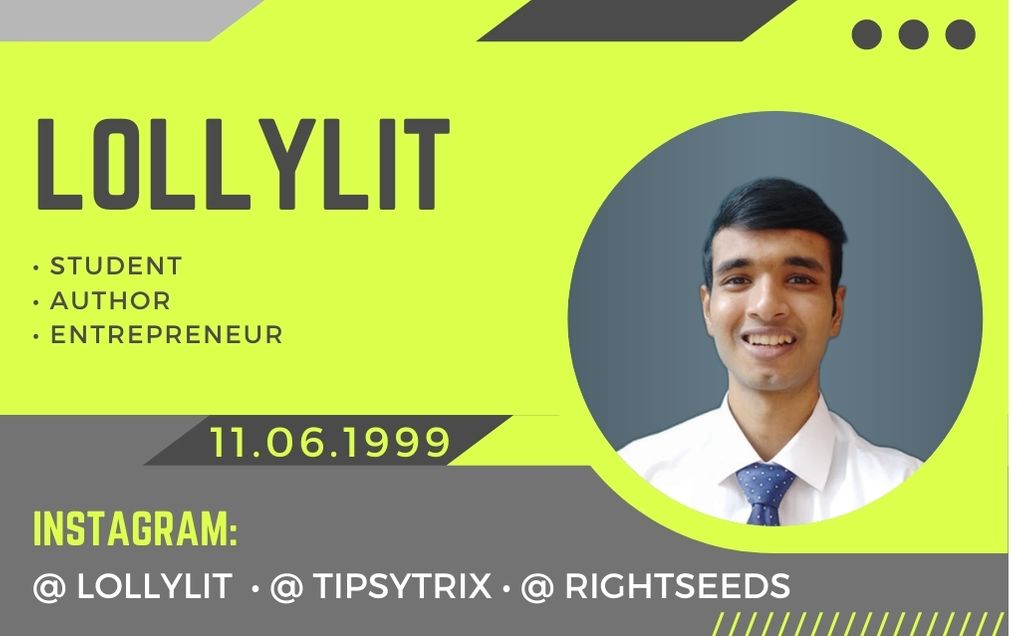 LOLLYLIT
• STUDENT
• AUTHOR
• ENTREPRENEUR
11.06.1999
INSTAGRAM:
@ LOLLYLIT • @ TIPSYTRIX • @ RIGHTSEEDS